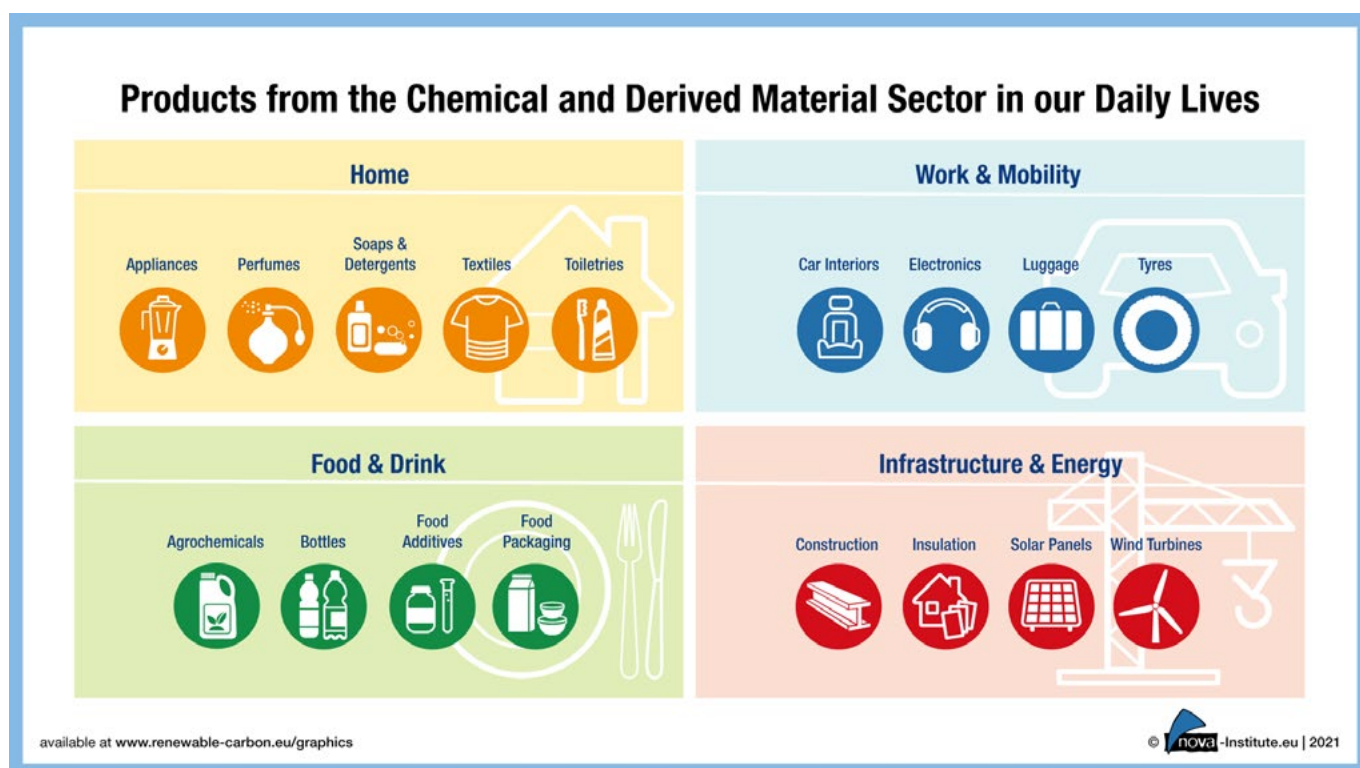 Products from the Chemical and Derived Material Sector in our Daily Lives
Home
Appliances
Perfumes
Soaps &
Detergents
Textiles
Toiletries
Work & Mobility
Car Interiors
Electronics
Luggage
Tyres
Food & Drink
Agrochemicals
Bottles
Food
Additives
Food
Packaging
Infrastructure & Energy
Construction
Insulation
Solar Panels
Wind Turbines
available at www.renewable-carbon.eu/graphics
© nova-Institute.eu | 2021